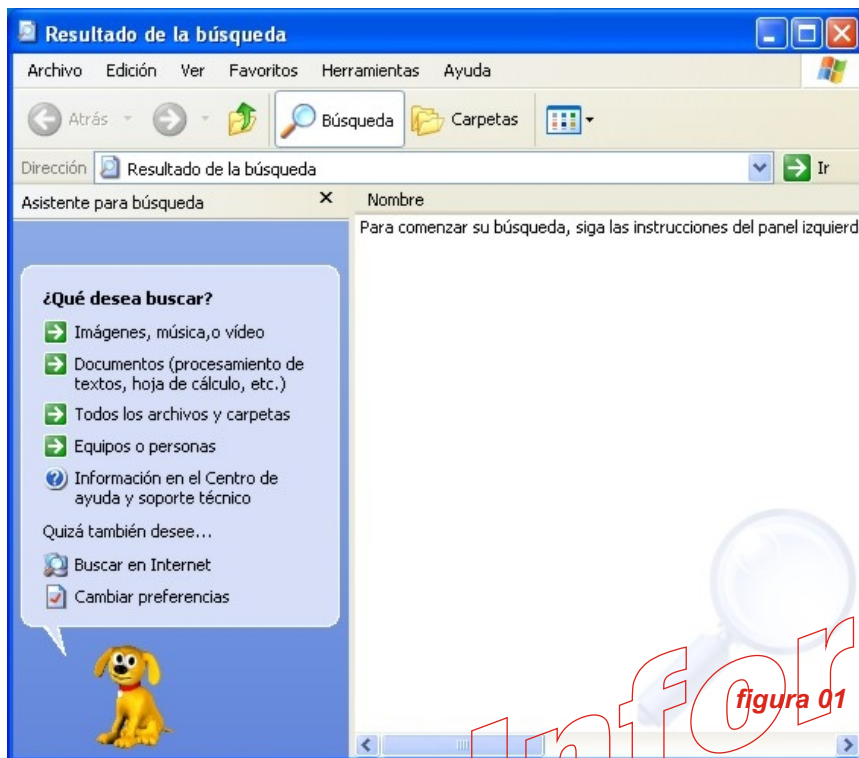 Resultado de la búsqueda
Archivo Edición Ver Favoritos Herramientas Ayuda
Atrás Búsqueda Carpetas
Dirección Resultado de la búsqueda Ir
Asistente para búsqueda
Nombre
Para comenzar su búsqueda, siga las instrucciones del panel izquierd
¿Qué desea buscar?
Imágenes, música,o vídeo
Documentos (procesamiento de
textos, hoja de cálculo, etc.)
Todos los archivos y carpetas
Equipos o personas
Información en el Centro de
ayuda y soporte técnico
Quizá también desee...
Buscar en Internet
Cambiar preferencias
figura 01
Infor